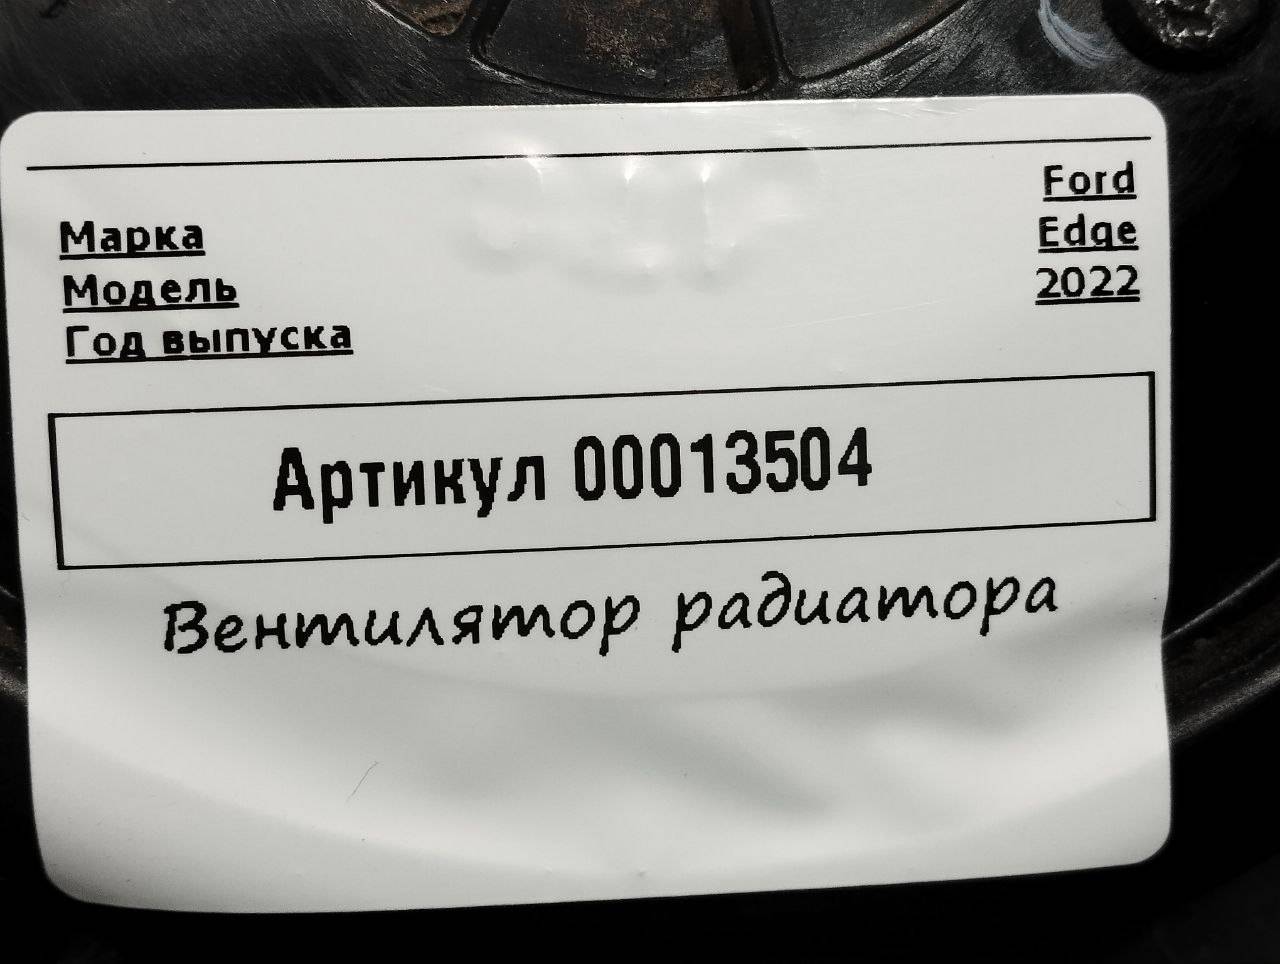 Марка Ford
Модель Edge
Год выпуска 2022
Артикул 00013504
Вентилятор радиатора